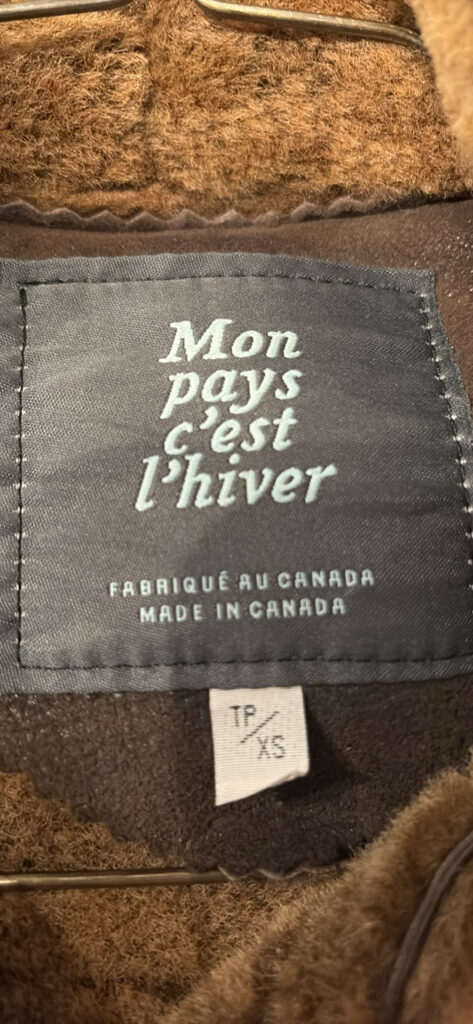 Mon
pays
c'est
l'hiver
FABRIQUÉ AU CANADA
MADE IN CANADA
TP/XS